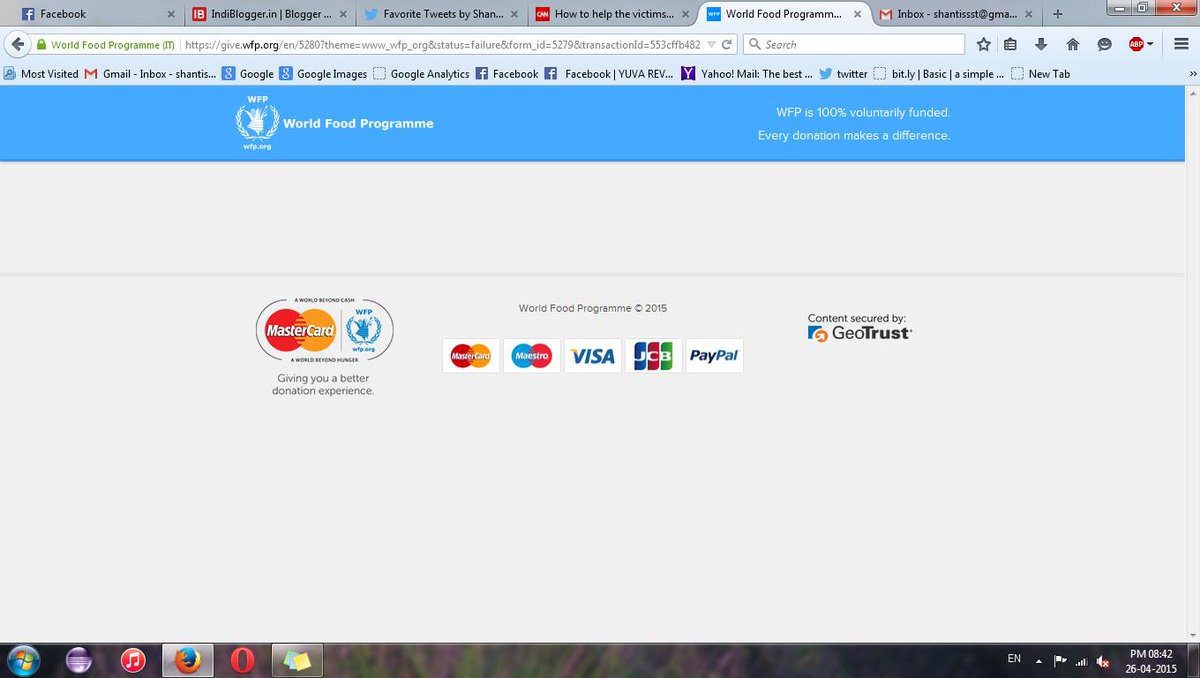 Facebook
IndiBlogger.in | Blogger ...
Favorite Tweets by Shan...
CNN
How to help the victims...
WFP
World Food Programm...
Inbox - shantissst@gma...
World Food Programme (IT)
https://give.wfp.org/en/5280?theme=www_wfp_org&status=failure&form_id=5279&transactionId=553cffb482
Search
ABP
Most Visited
Gmail - Inbox - shantis...
Google
Google Images
Google Analytics
Facebook
Facebook | YUVA REV...
Yahoo! Mail: The best ...
twitter
bit.ly | Basic | a simple ...
New Tab
WFP
wfp.org
World Food Programme
WFP is 100% voluntarily funded.
Every donation makes a difference.
A WORLD BEYOND CASH
MasterCard
WFP
wfp.org
A WORLD BEYOND HUNGER
Giving you a better
donation experience.
World Food Programme © 2015
MasterCard
Maestro
VISA
JCB
PayPal
Content secured by:
GeoTrust
EN
PM 08:42
26-04-2015